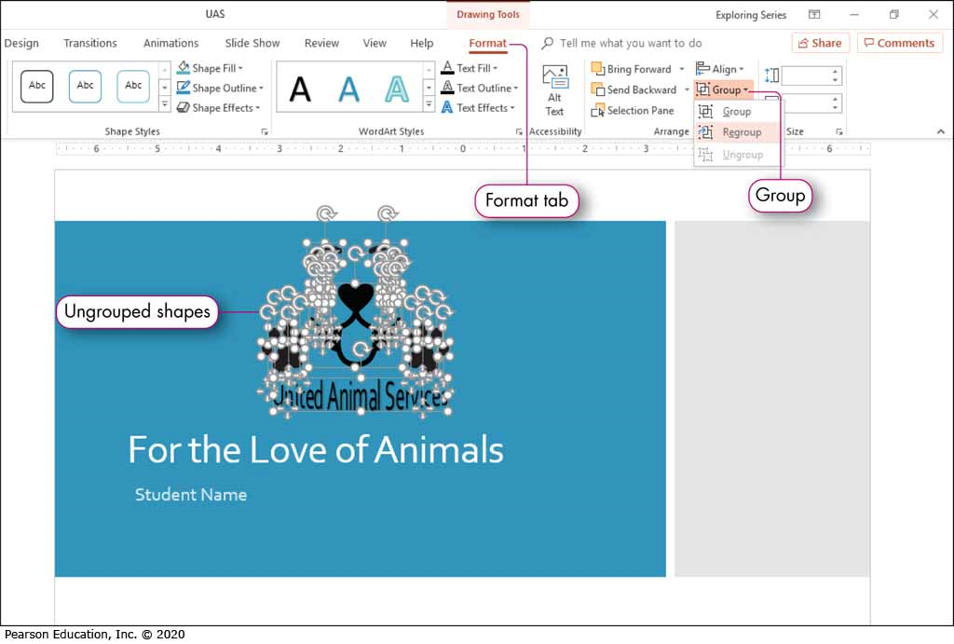 UAS
Drawing Tools
Exploring Series
Design Transitions Animations Slide Show Review View Help Format Tell me what you want to do Share Comments
Abc Abc Abc
Shape Fill
Shape Outline
Shape Effects
Shape Styles
A A A
Text Fill
Text Outline
Text Effects
WordArt Styles
Alt
Text
Accessibility
Bring Forward
Send Backward
Selection Pane
Arrange
Align
Group
Group
Regroup
Ungroup
Size
6 5 4 3 2 1 0 1 2 3 6
Format tab
Group
Ungrouped shapes
United Animal Services
For the Love of Animals
Student Name
Pearson Education, Inc. © 2020